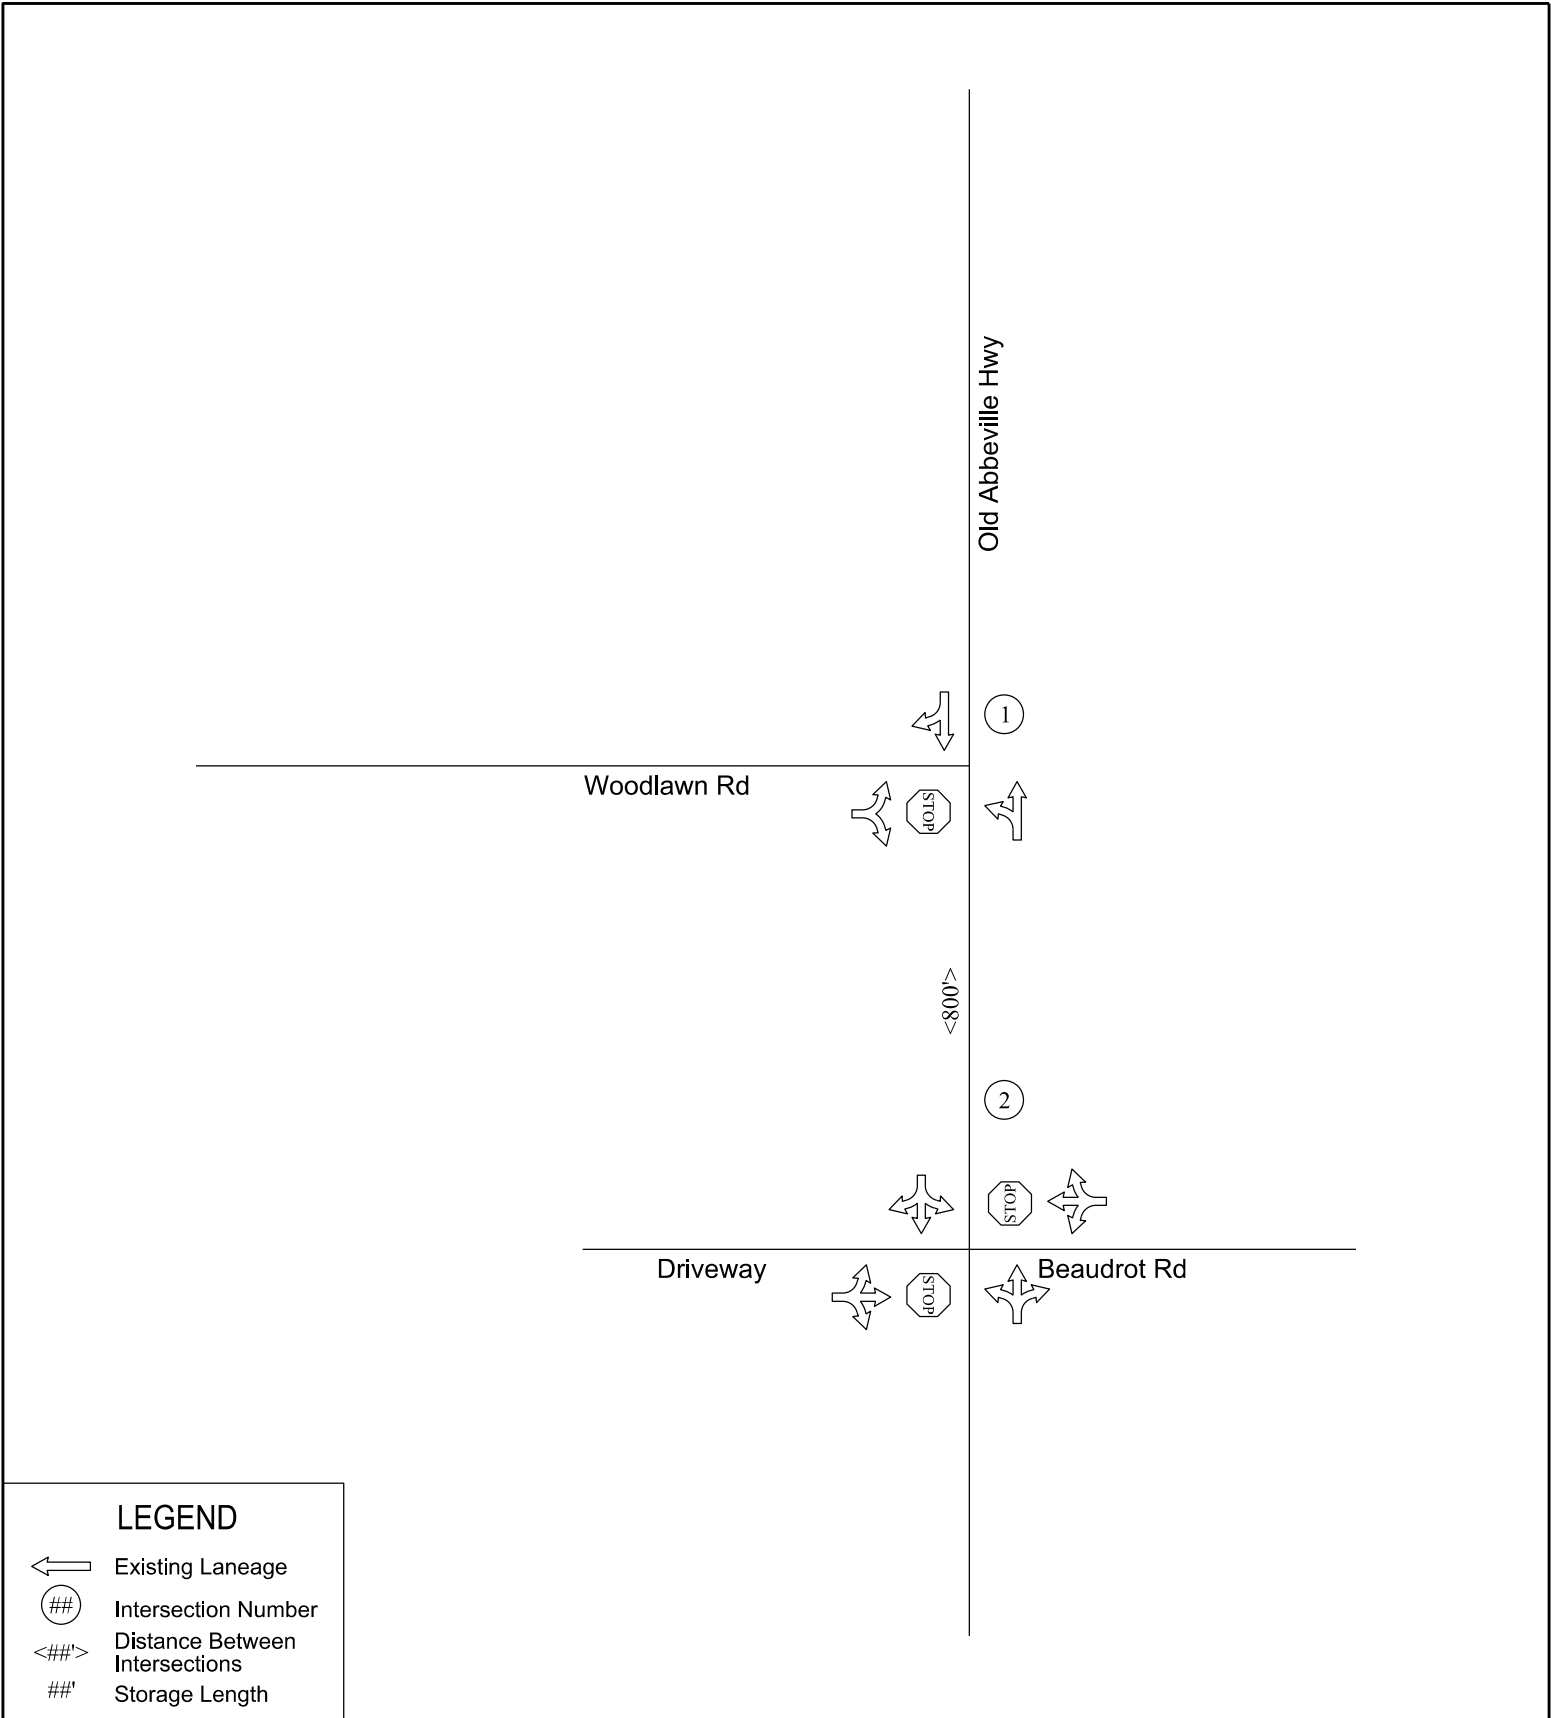 Old Abbeville Hwy
1
Woodlawn Rd
STOP
<800'>
2
STOP
Driveway
Beaudrot Rd
STOP
LEGEND
Existing Laneage
## Intersection Number
<##'> Distance Between
Intersections
##' Storage Length